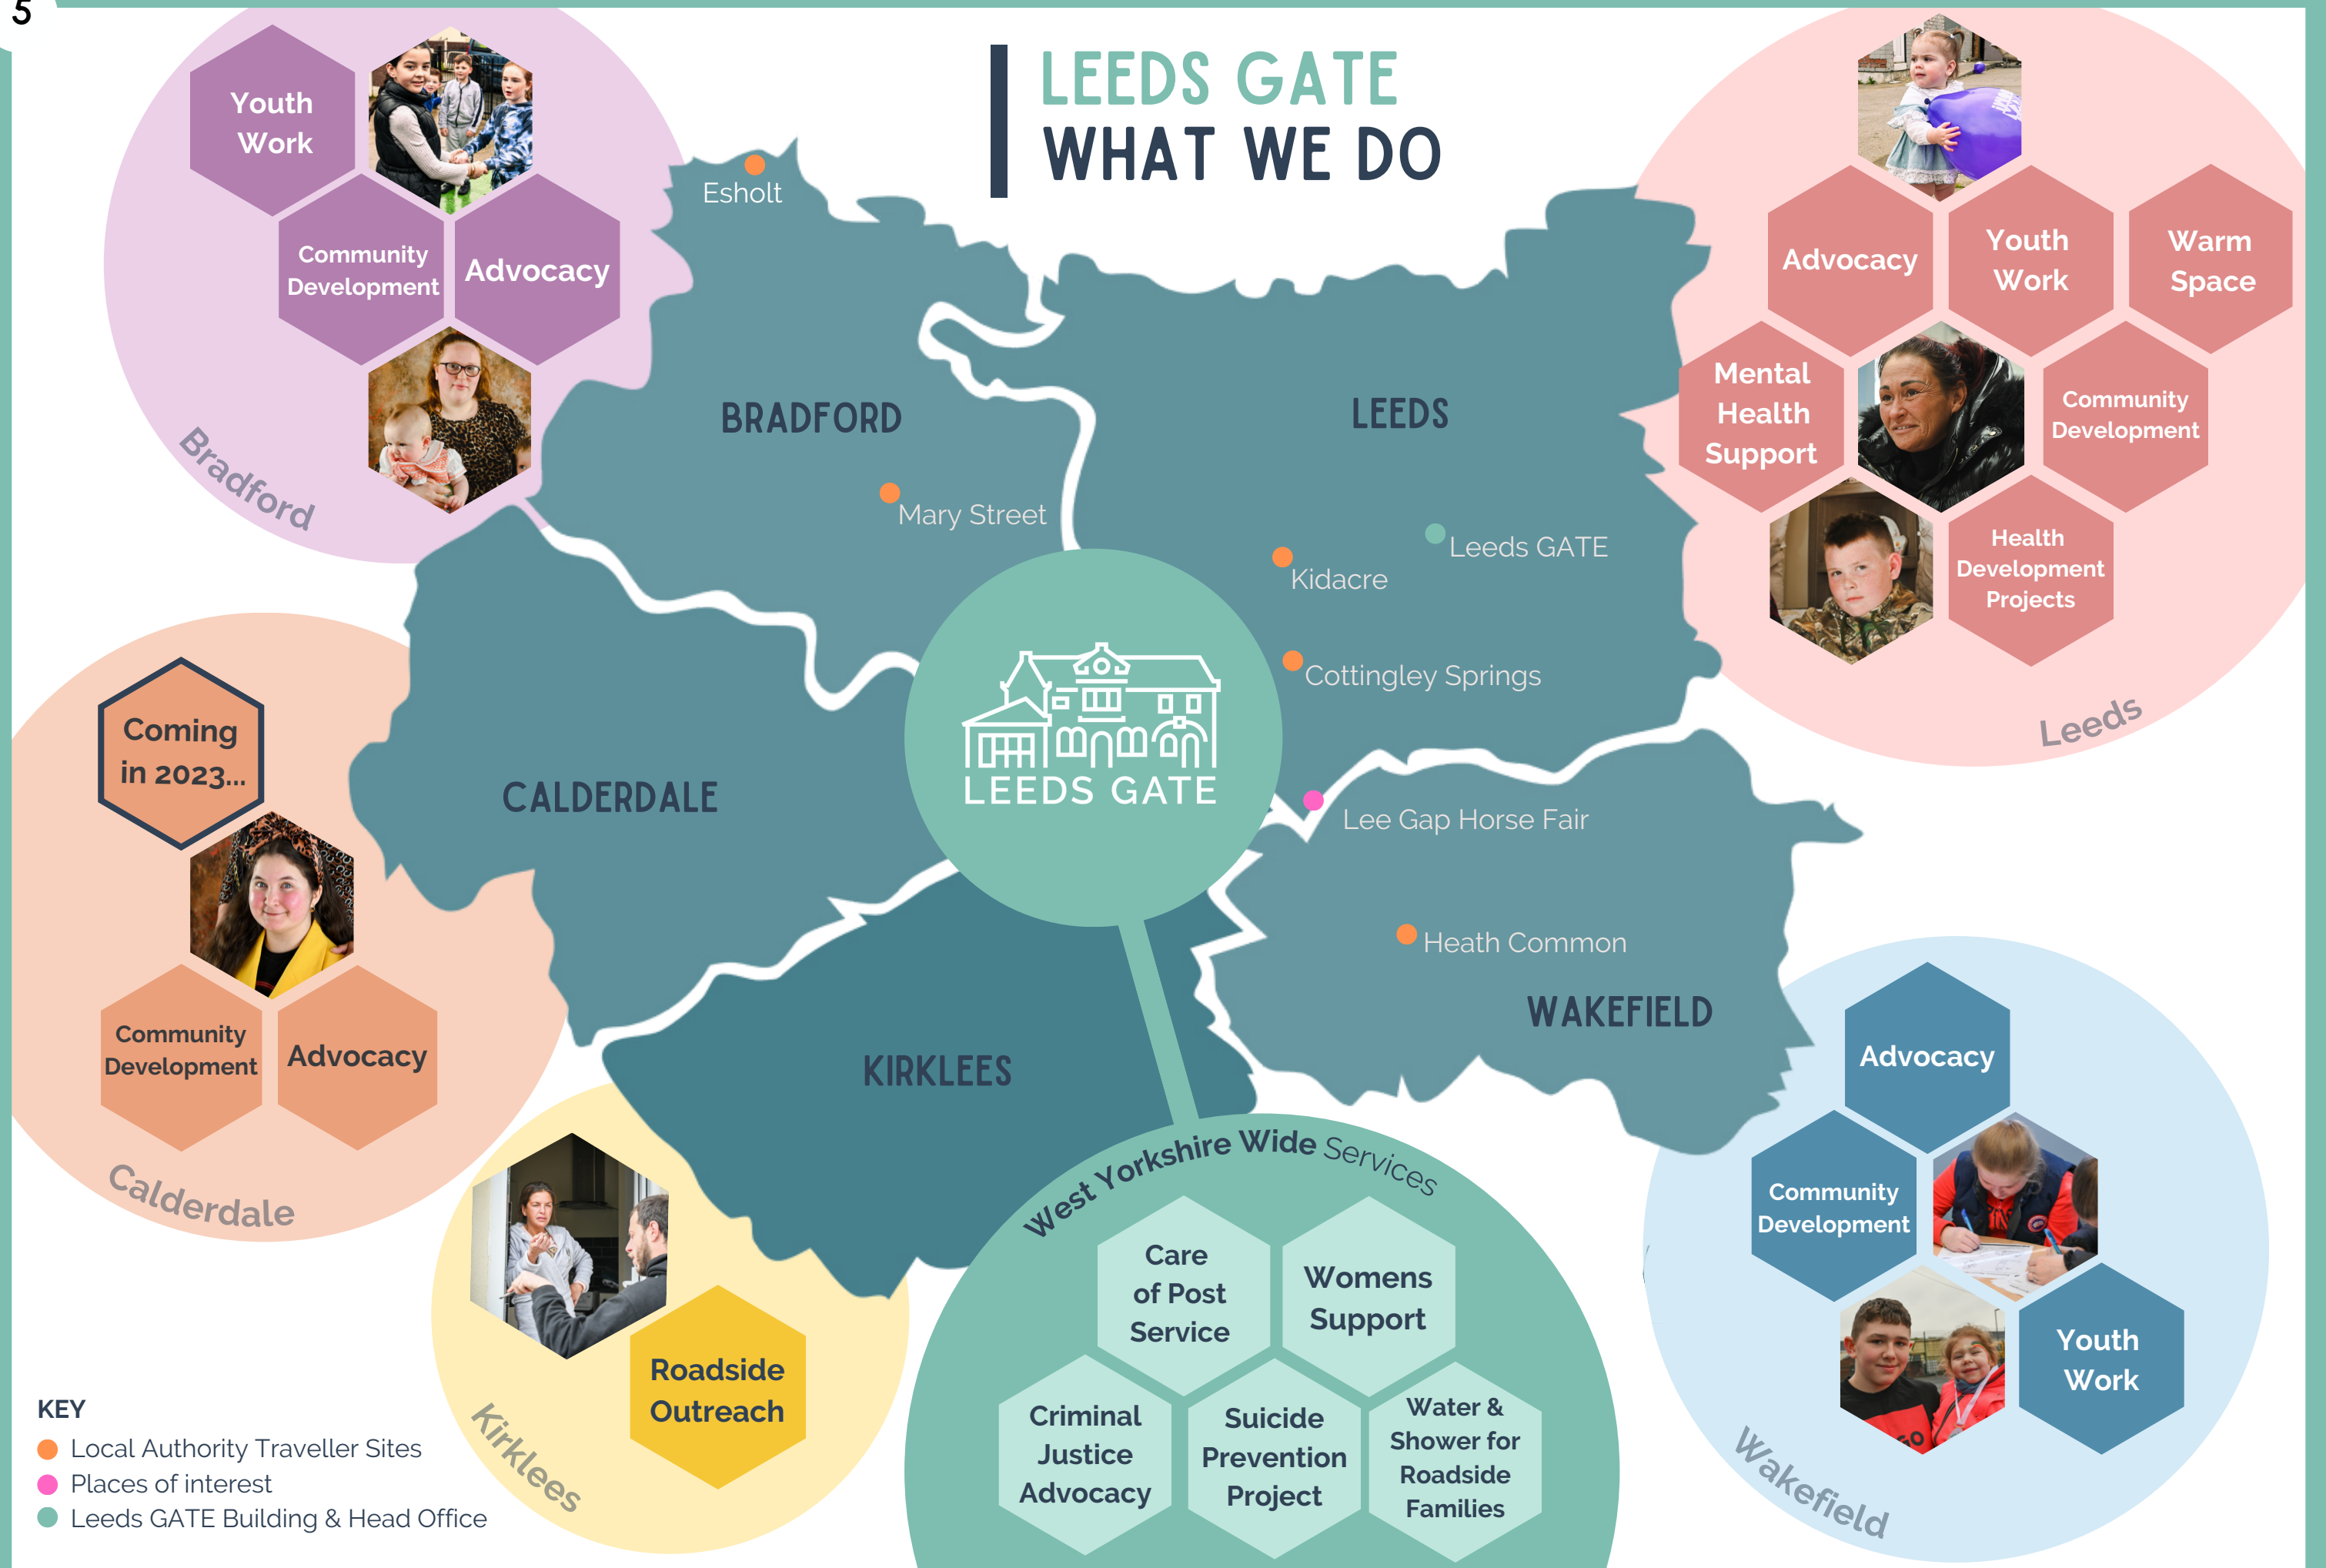 5
LEEDS GATE
WHAT WE DO
Youth
Work
Community
Development
Advocacy
Bradford
Advocacy
Youth
Work
Warm
Space
Mental
Health
Support
Community
Development
Health
Development
Projects
Leeds
Esholt
BRADFORD
Mary Street
LEEDS
Leeds GATE
Kidacre
Cottingley Springs
LEEDS GATE
CALDERDALE
Lee Gap Horse Fair
Heath Common
WAKEFIELD
KIRKLEES
Coming
in 2023...
Community
Development
Advocacy
Calderdale
Roadside
Outreach
Kirklees
West Yorkshire Wide Services
Care
of Post
Service
Womens
Support
Criminal
Justice
Advocacy
Suicide
Prevention
Project
Water &
Shower for
Roadside
Families
Advocacy
Community
Development
Youth
Work
Wakefield
KEY
Local Authority Traveller Sites
Places of interest
Leeds GATE Building & Head Office